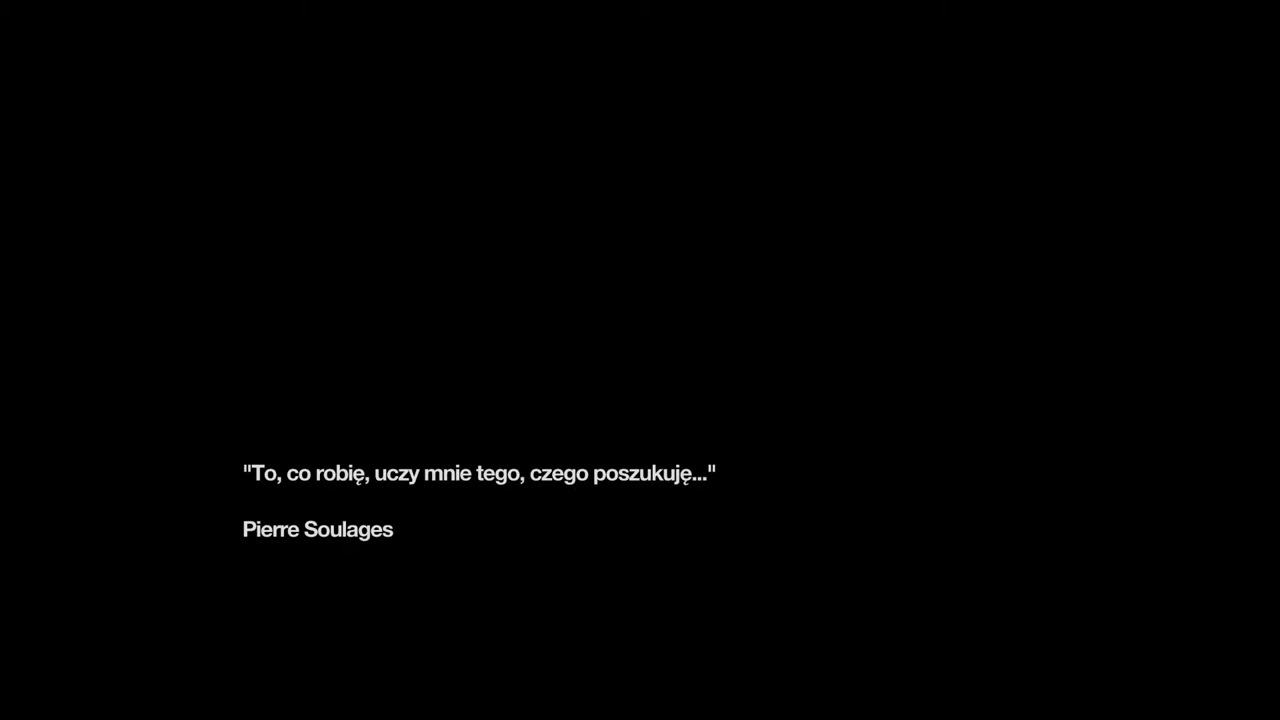 "To, co robię, uczy mnie tego, czego poszukuję..."
Pierre Soulages